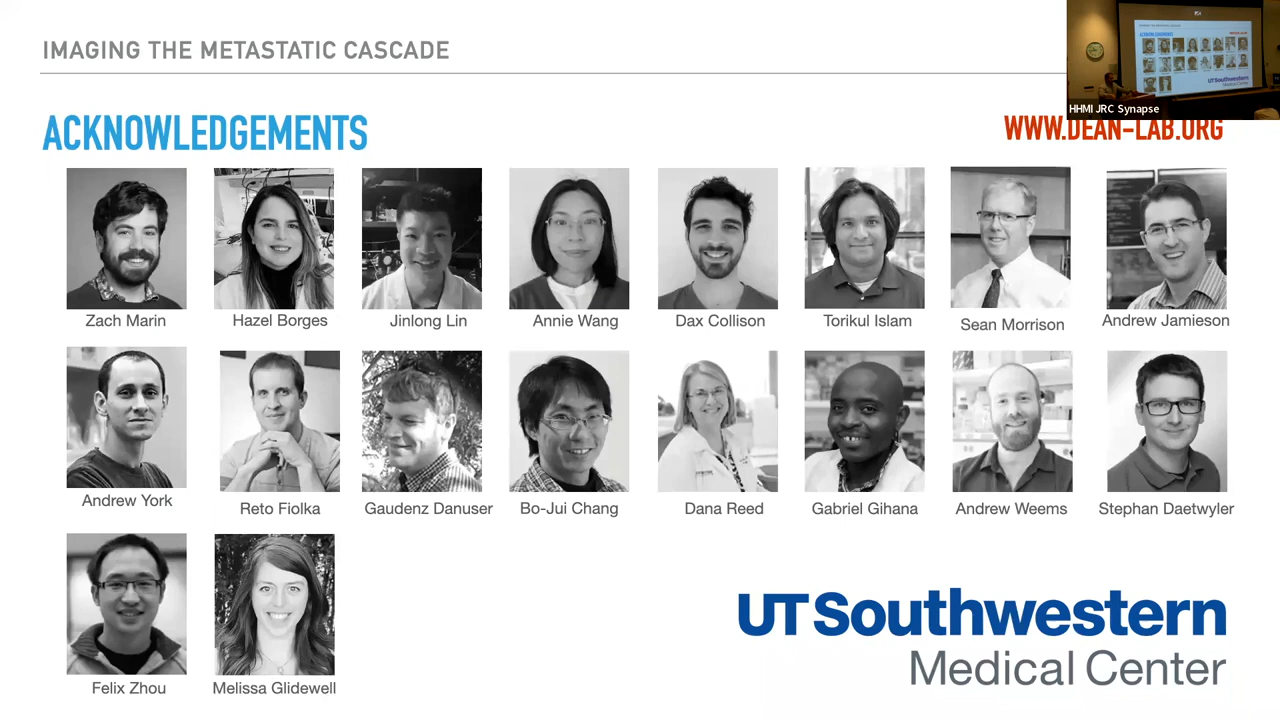 IMAGING THE METASTATIC CASCADE
HHMI JRC Synapse
ACKNOWLEDGEMENTS
WWW.DEAN-LAB.ORG
Zach Marin
Hazel Borges
Jinlong Lin
Annie Wang
Dax Collison
Torikul Islam
Sean Morrison
Andrew Jamieson
Andrew York
Reto Fiolka
Gaudenz Danuser
Bo-Jui Chang
Dana Reed
Gabriel Gihana
Andrew Weems
Stephan Daetwyler
Felix Zhou
Melissa Glidewell
UT Southwestern
Medical Center